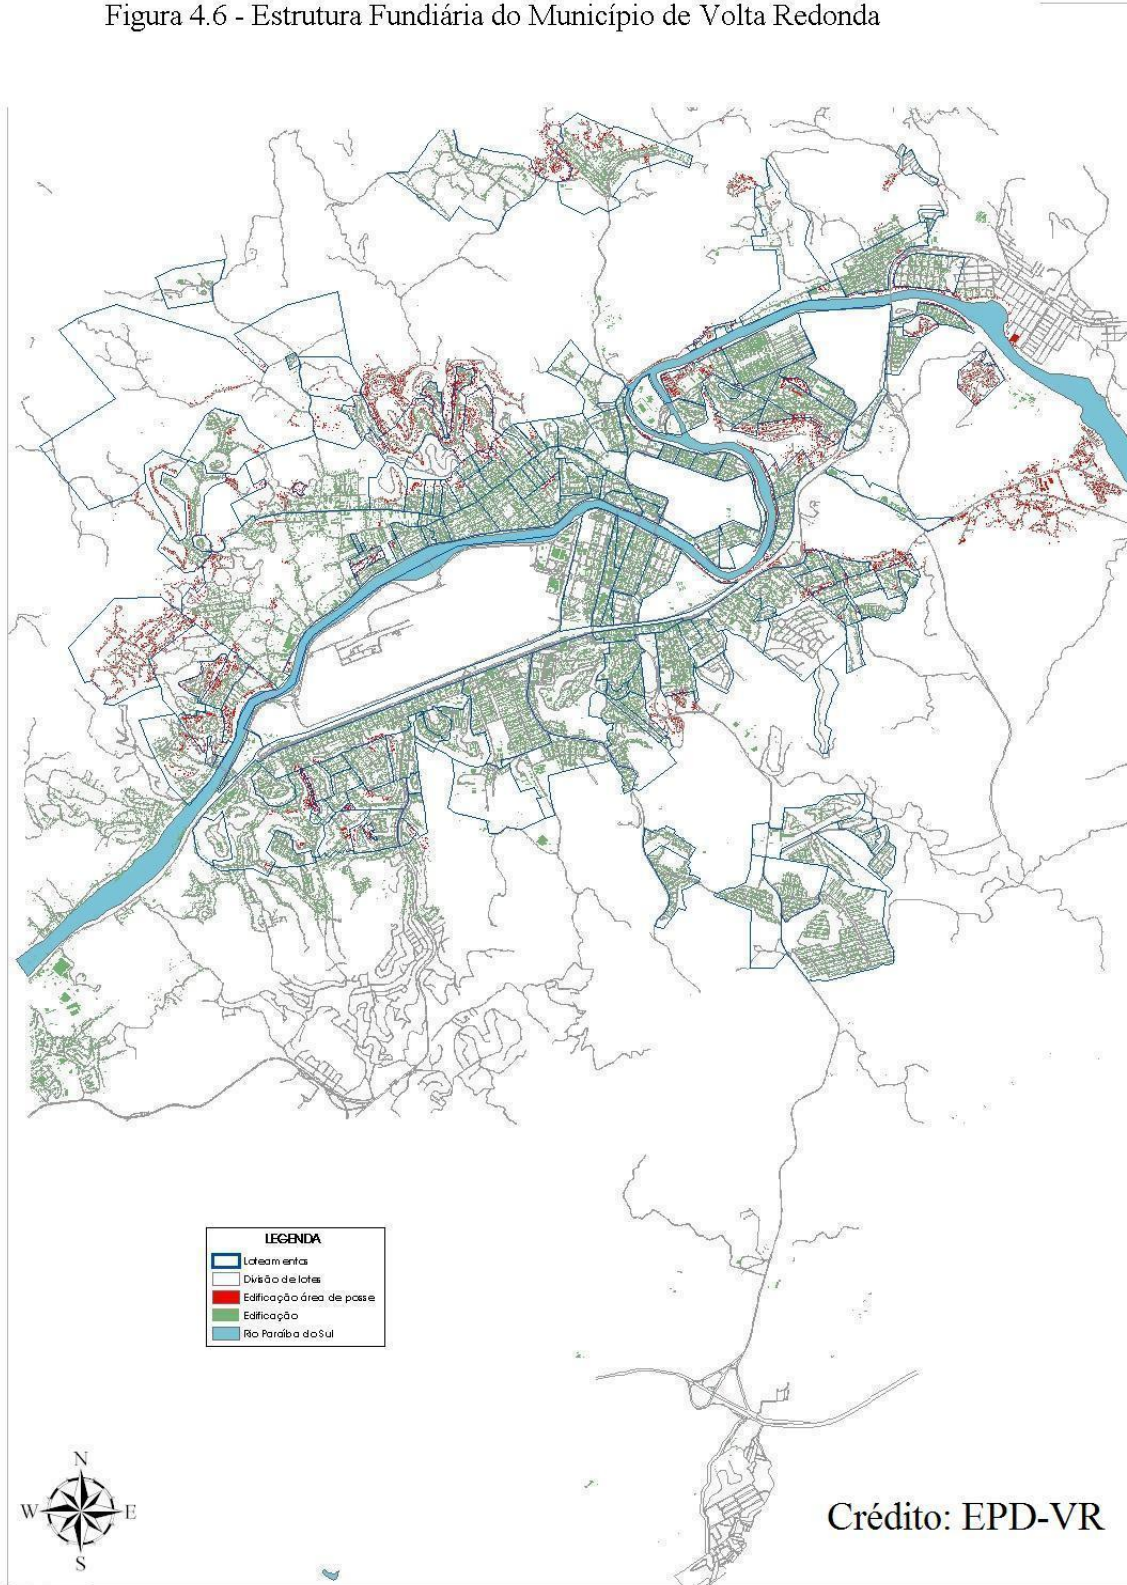 Figura 4.6 - Estrutura Fundiária do Município de Volta Redonda
LEGENDA
Loteamentos
Divisão de lotes
Edificação área de posse
Edificação
Rio Paraíba do Sul
N
W E
S
Crédito: EPD-VR